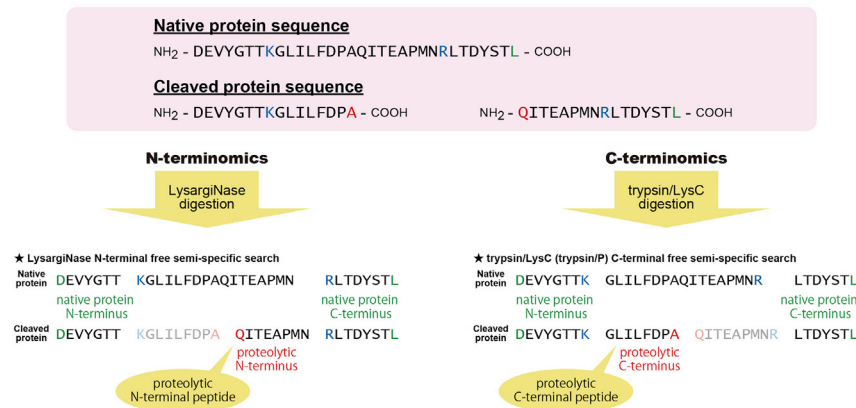 Native protein sequence
NH2 - DEVYGTTKGLILFDPAQITEAPMNRLTDYSTL - COOH
Cleaved protein sequence
NH2 - DEVYGTTKGLILFDPA - COOH NH2 - QITEAPMNRLTDYSTL - COOH
N-terminomics C-terminomics
LysargiNase digestion
trypsin/LysC digestion
★ LysargiNase N-terminal free semi-specific search
Native protein DEVYGTT KGLILFDPAQITEAPMN RLTDYSTL
native protein N-terminus native protein C-terminus
Cleaved protein DEVYGTT KGLILFDPA QITEAPMN RLTDYSTL
proteolytic N-terminus
proteolytic N-terminal peptide
★ trypsin/LysC (trypsin/P) C-terminal free semi-specific search
Native protein DEVYGTTK GLILFDPAQITEAPMNR LTDYSTL
native protein N-terminus native protein C-terminus
Cleaved protein DEVYGTTK GLILFDPA QITEAPMNR LTDYSTL
proteolytic C-terminus
proteolytic C-terminal peptide